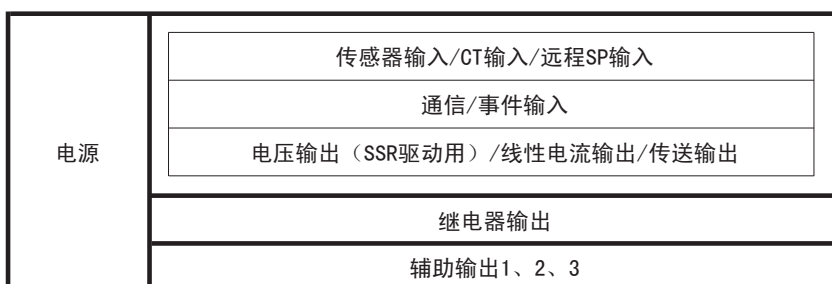 传感器输入/CT输入/远程SP输入
通信/事件输入
电源
电压输出（SSR驱动用）/线性电流输出/传送输出
继电器输出
辅助输出1、2、3